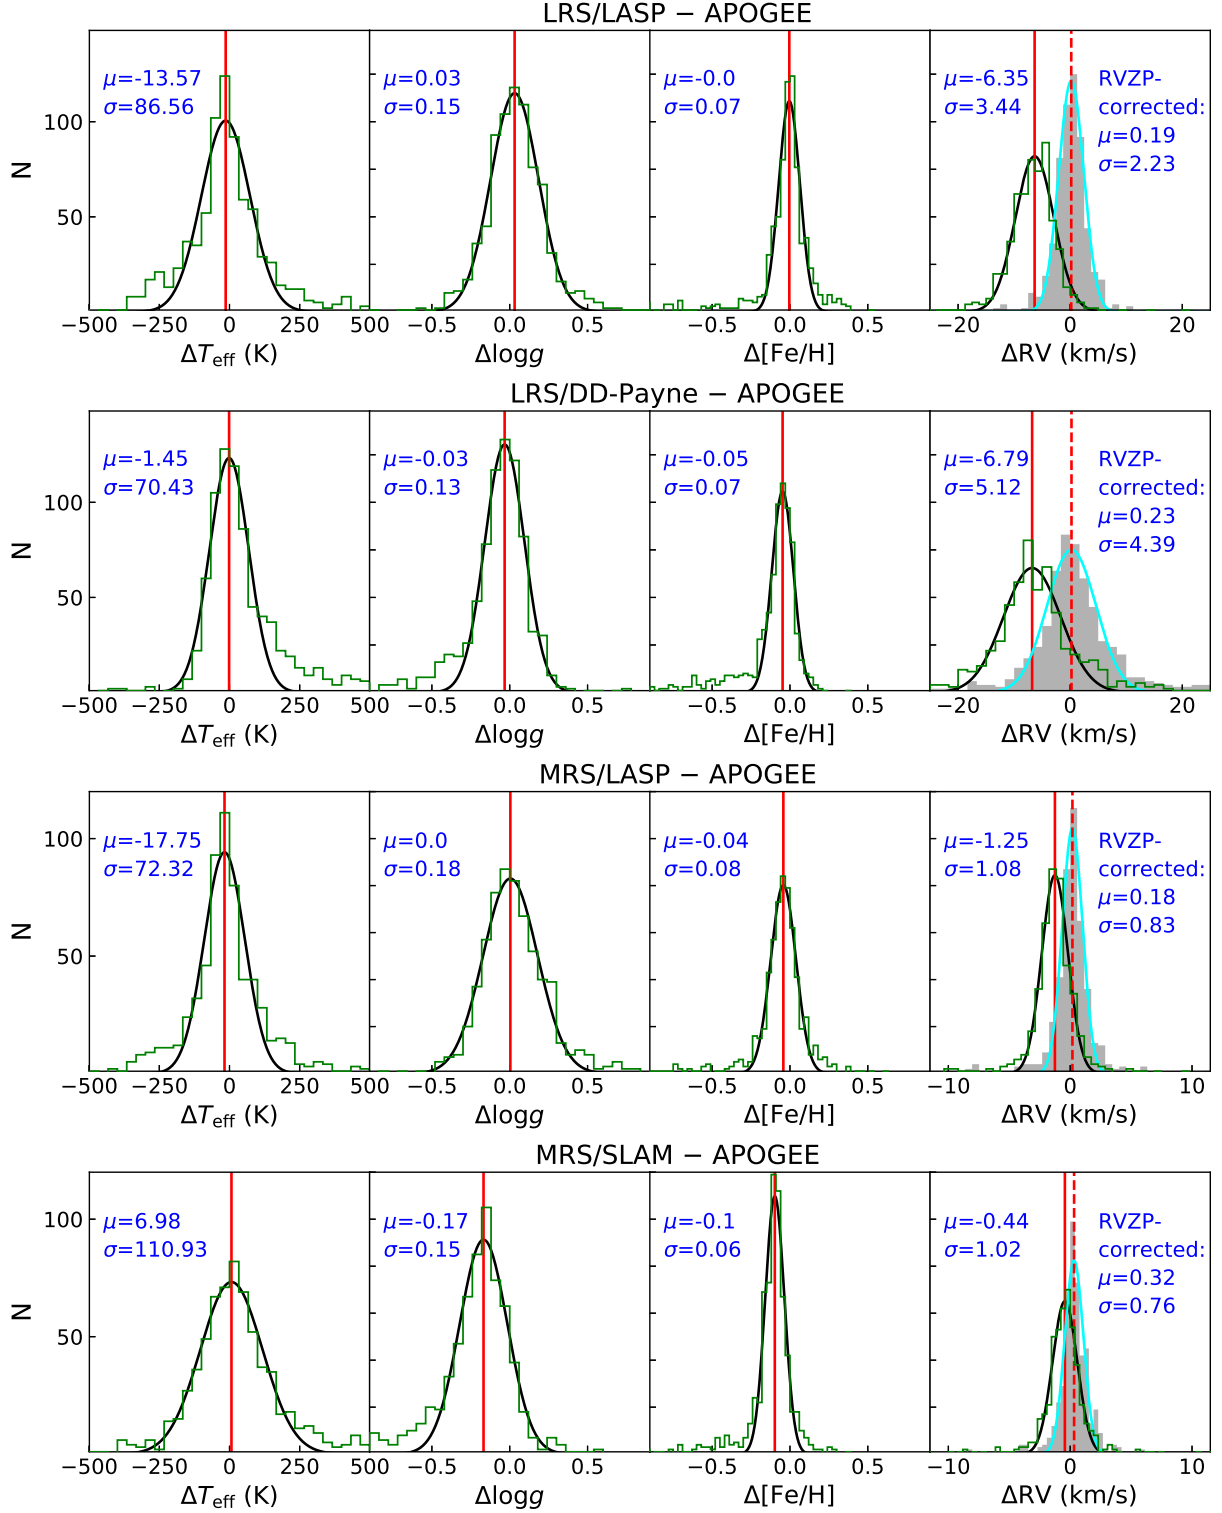 LRS/LASP − APOGEE
μ=-13.57
σ=86.56
μ=0.03
σ=0.15
μ=-0.0
σ=0.07
μ=-6.35
σ=3.44
RVZP-
corrected:
μ=0.19
σ=2.23
N
100
50
−500 −250 0 250 500
−0.5 0.0 0.5
−0.5 0.0 0.5
−20 0 20
ΔTeff (K)
Δlogg
Δ[Fe/H]
ΔRV (km/s)
LRS/DD-Payne − APOGEE
μ=-1.45
σ=70.43
μ=-0.03
σ=0.13
μ=-0.05
σ=0.07
μ=-6.79
σ=5.12
RVZP-
corrected:
μ=0.23
σ=4.39
N
100
50
−500 −250 0 250 500
−0.5 0.0 0.5
−0.5 0.0 0.5
−20 0 20
ΔTeff (K)
Δlogg
Δ[Fe/H]
ΔRV (km/s)
MRS/LASP − APOGEE
μ=-17.75
σ=72.32
μ=0.0
σ=0.18
μ=-0.04
σ=0.08
μ=-1.25
σ=1.08
RVZP-
corrected:
μ=0.18
σ=0.83
N
100
50
−500 −250 0 250 500
−0.5 0.0 0.5
−0.5 0.0 0.5
−10 0 10
ΔTeff (K)
Δlogg
Δ[Fe/H]
ΔRV (km/s)
MRS/SLAM − APOGEE
μ=6.98
σ=110.93
μ=-0.17
σ=0.15
μ=-0.1
σ=0.06
μ=-0.44
σ=1.02
RVZP-
corrected:
μ=0.32
σ=0.76
N
100
50
−500 −250 0 250 500
−0.5 0.0 0.5
−0.5 0.0 0.5
−10 0 10
ΔTeff (K)
Δlogg
Δ[Fe/H]
ΔRV (km/s)